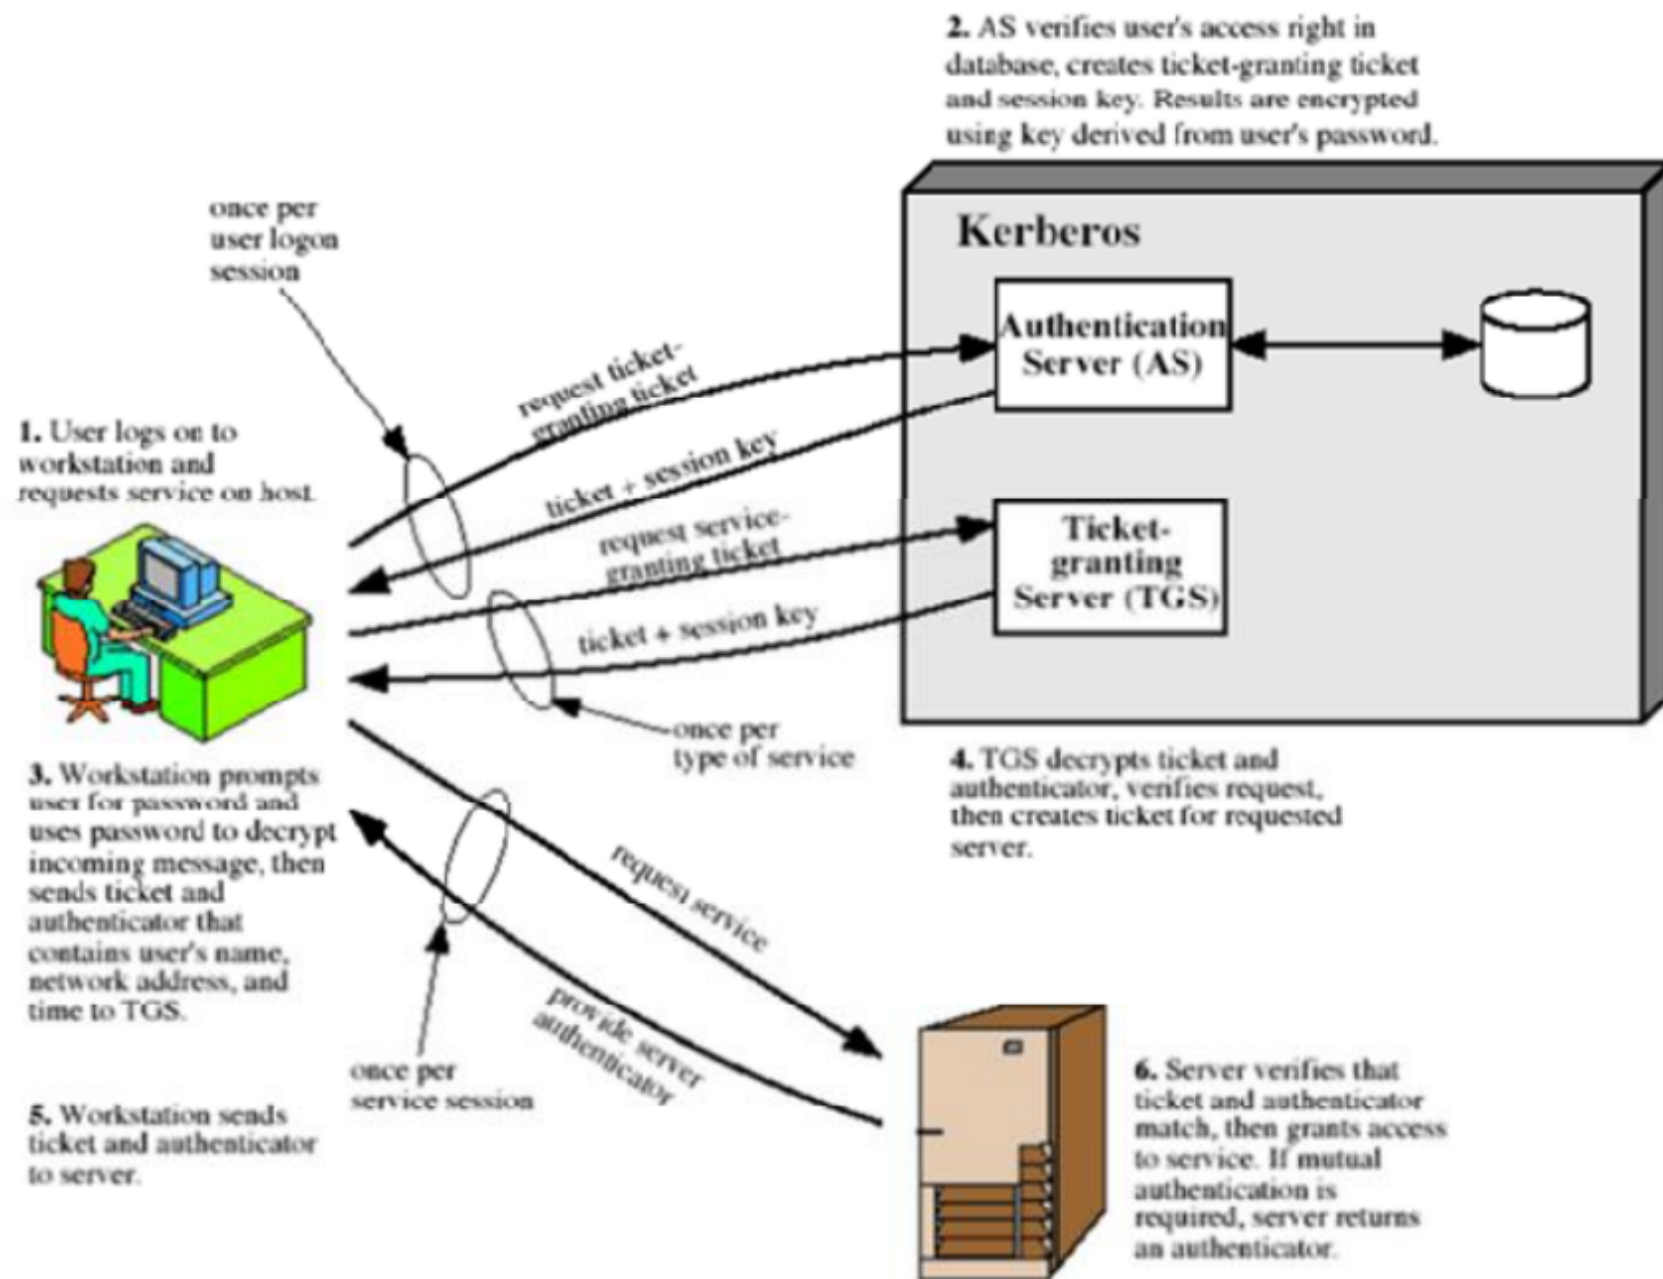 2. AS verifies user's access right in
database, creates ticket-granting ticket
and session key. Results are encrypted
using key derived from user's password.
once per
user logon
session
Kerberos
Authentication
Server (AS)
request ticket-
granting ticket
1. User logs on to
workstation and
requests service on host.
ticket + session key
request service-
granting ticket
Ticket-
granting
Server (TGS)
ticket + session key
once per
type of service
3. Workstation prompts
user for password and
uses password to decrypt
incoming message, then
sends ticket and
authenticator that
contains user's name,
network address, and
time to TGS.
4. TGS decrypts ticket and
authenticator, verifies request,
then creates ticket for requested
server.
request service
provide server
authenticator
once per
service session
5. Workstation sends
ticket and authenticator
to server.
6. Server verifies that
ticket and authenticator
match, then grants access
to service. If mutual
authentication is
required, server returns
an authenticator.